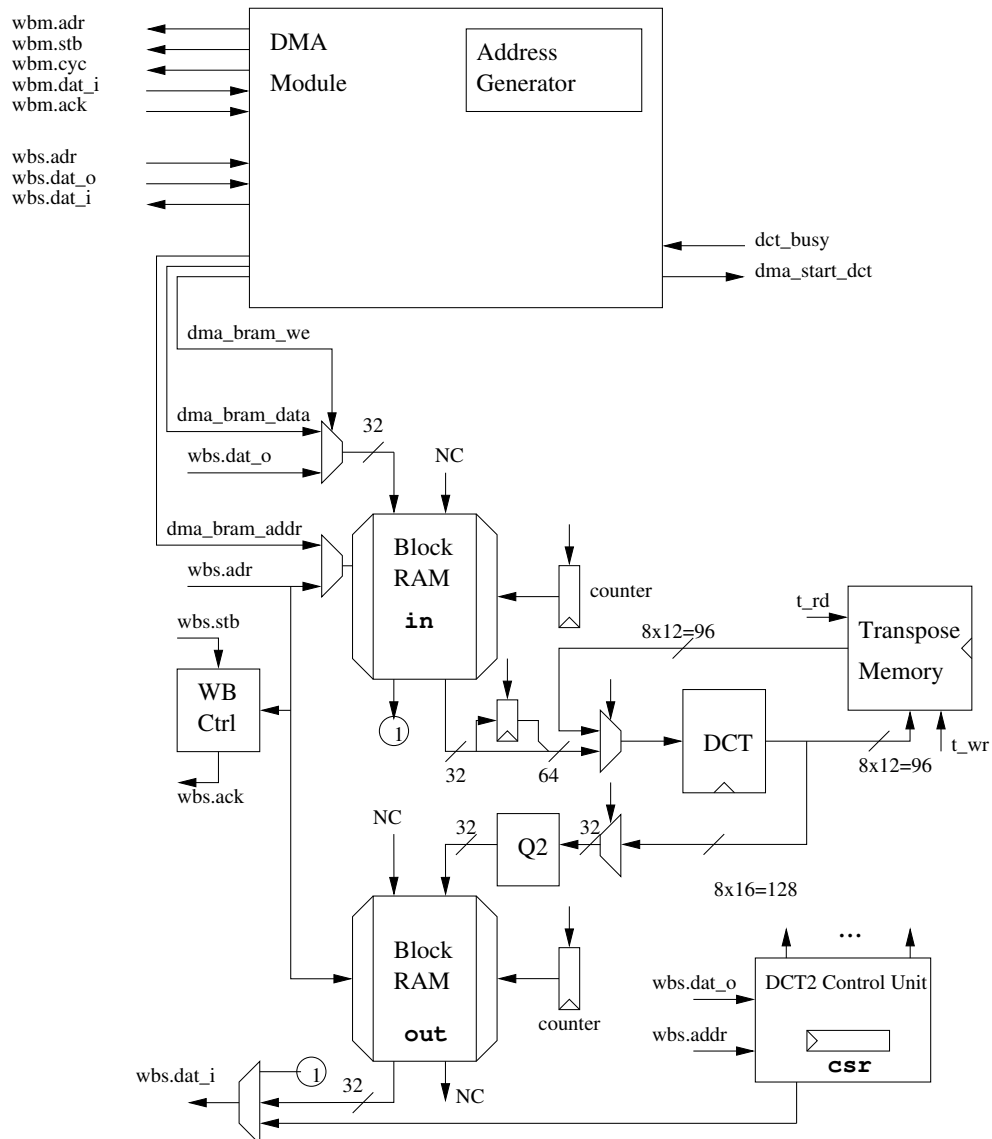 wbm.adr
wbm.stb
wbm.cyc
wbm.dat_i
wbm.ack
wbs.adr
wbs.dat_o
wbs.dat_i
DMA
Module
Address
Generator
dct_busy
dma_start_dct
dma_bram_we
dma_bram_data
32
wbs.dat_o
NC
dma_bram_addr
wbs.adr
Block
RAM
in
counter
t_rd
8x12=96
Transpose
Memory
wbs.stb
WB
Ctrl
wbs.ack
1
32
64
DCT
8x12=96
t_wr
NC
32
Q2
32
8x16=128
Block
RAM
out
counter
...
wbs.dat_o
DCT2 Control Unit
wbs.addr
csr
wbs.dat_i
1
32
NC